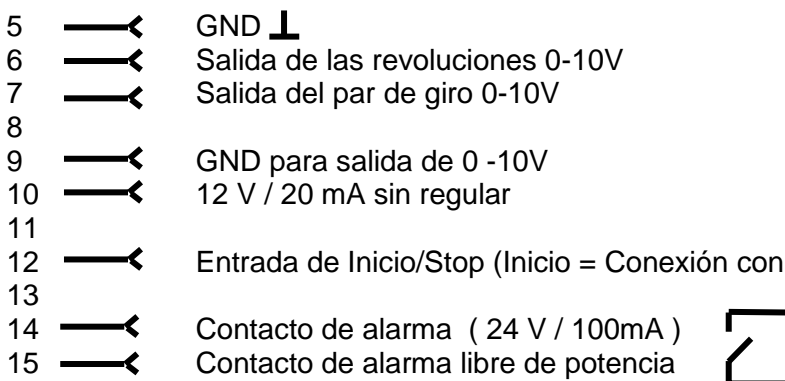 5 GND
6 Salida de las revoluciones 0-10V
7 Salida del par de giro 0-10V
8
9 GND para salida de 0 -10V
10 12 V / 20 mA sin regular
11
12 Entrada de Inicio/Stop (Inicio = Conexión con
13
14 Contacto de alarma ( 24 V / 100mA )
15 Contacto de alarma libre de potencia